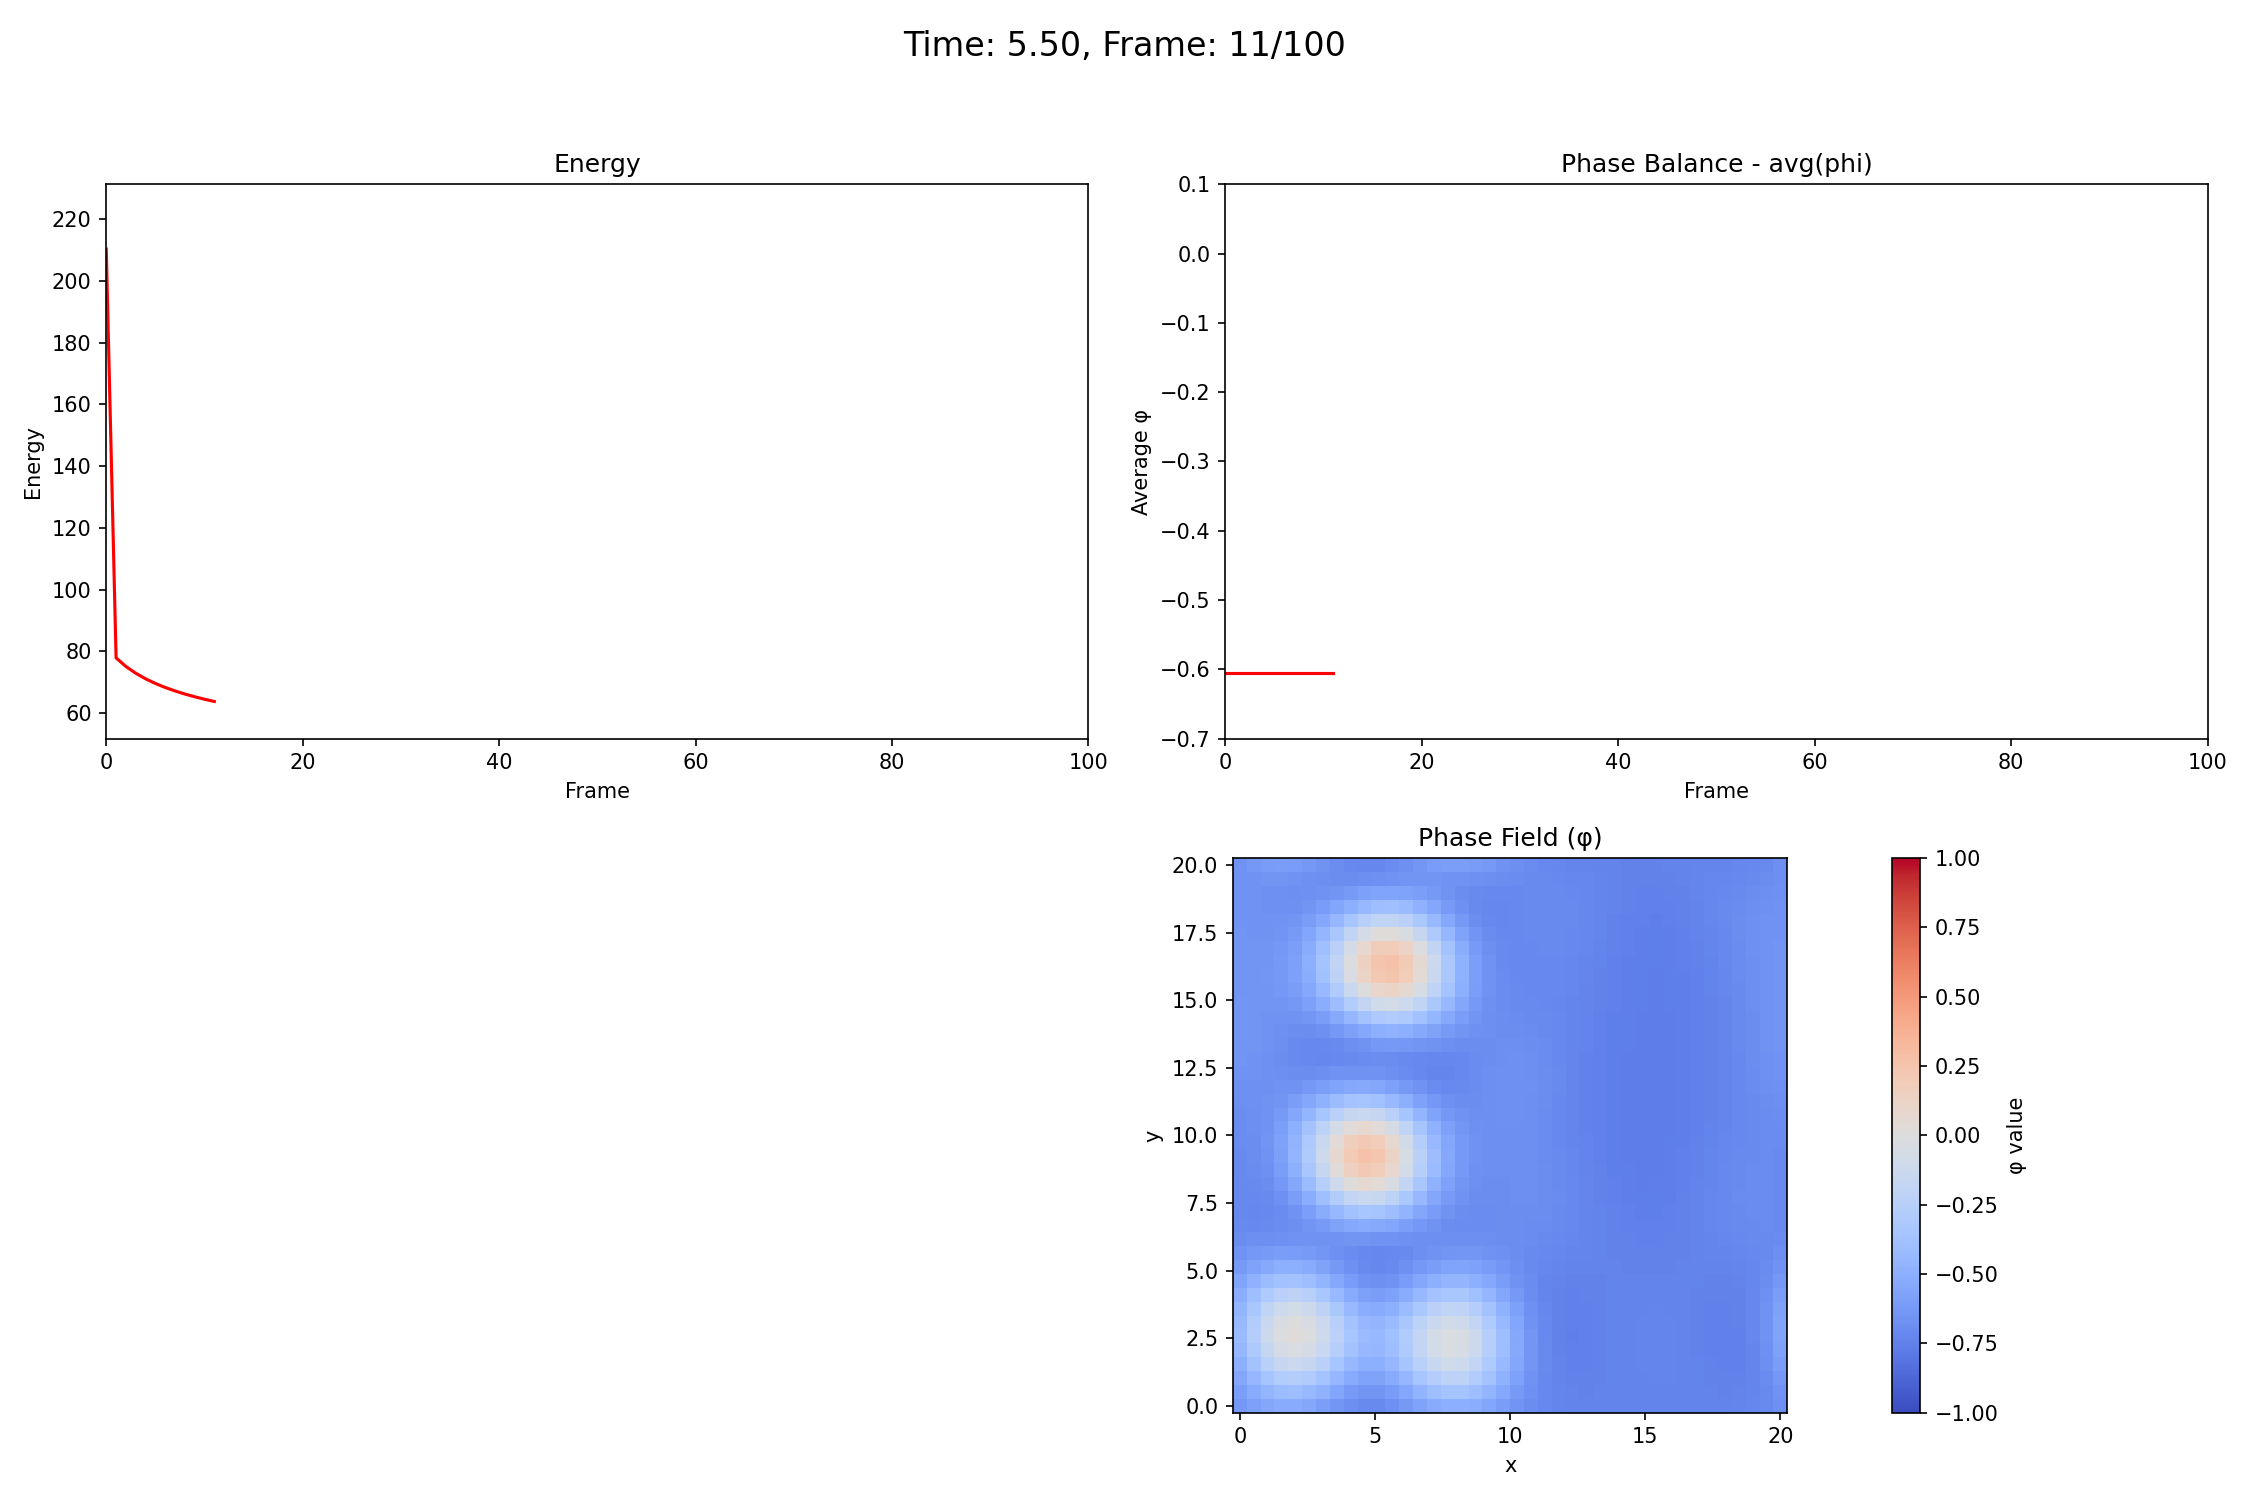 Time: 5.50, Frame: 11/100
Energy
Energy
220
200
180
160
140
120
100
80
60
0 20 40 60 80 100
Frame
Phase Balance - avg(phi)
Average φ
0.1
0.0
−0.1
−0.2
−0.3
−0.4
−0.5
−0.6
−0.7
0 20 40 60 80 100
Frame
Phase Field (φ)
y
20.0
17.5
15.0
12.5
10.0
7.5
5.0
2.5
0.0
0 5 10 15 20
x
1.00
0.75
0.50
0.25
0.00
−0.25
−0.50
−0.75
−1.00
φ value